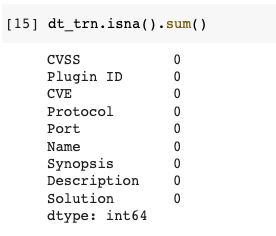 [15] dt_trn.isna().sum()
CVSS 0
Plugin ID 0
CVE 0
Protocol 0
Port 0
Name 0
Synopsis 0
Description 0
Solution 0
dtype: int64